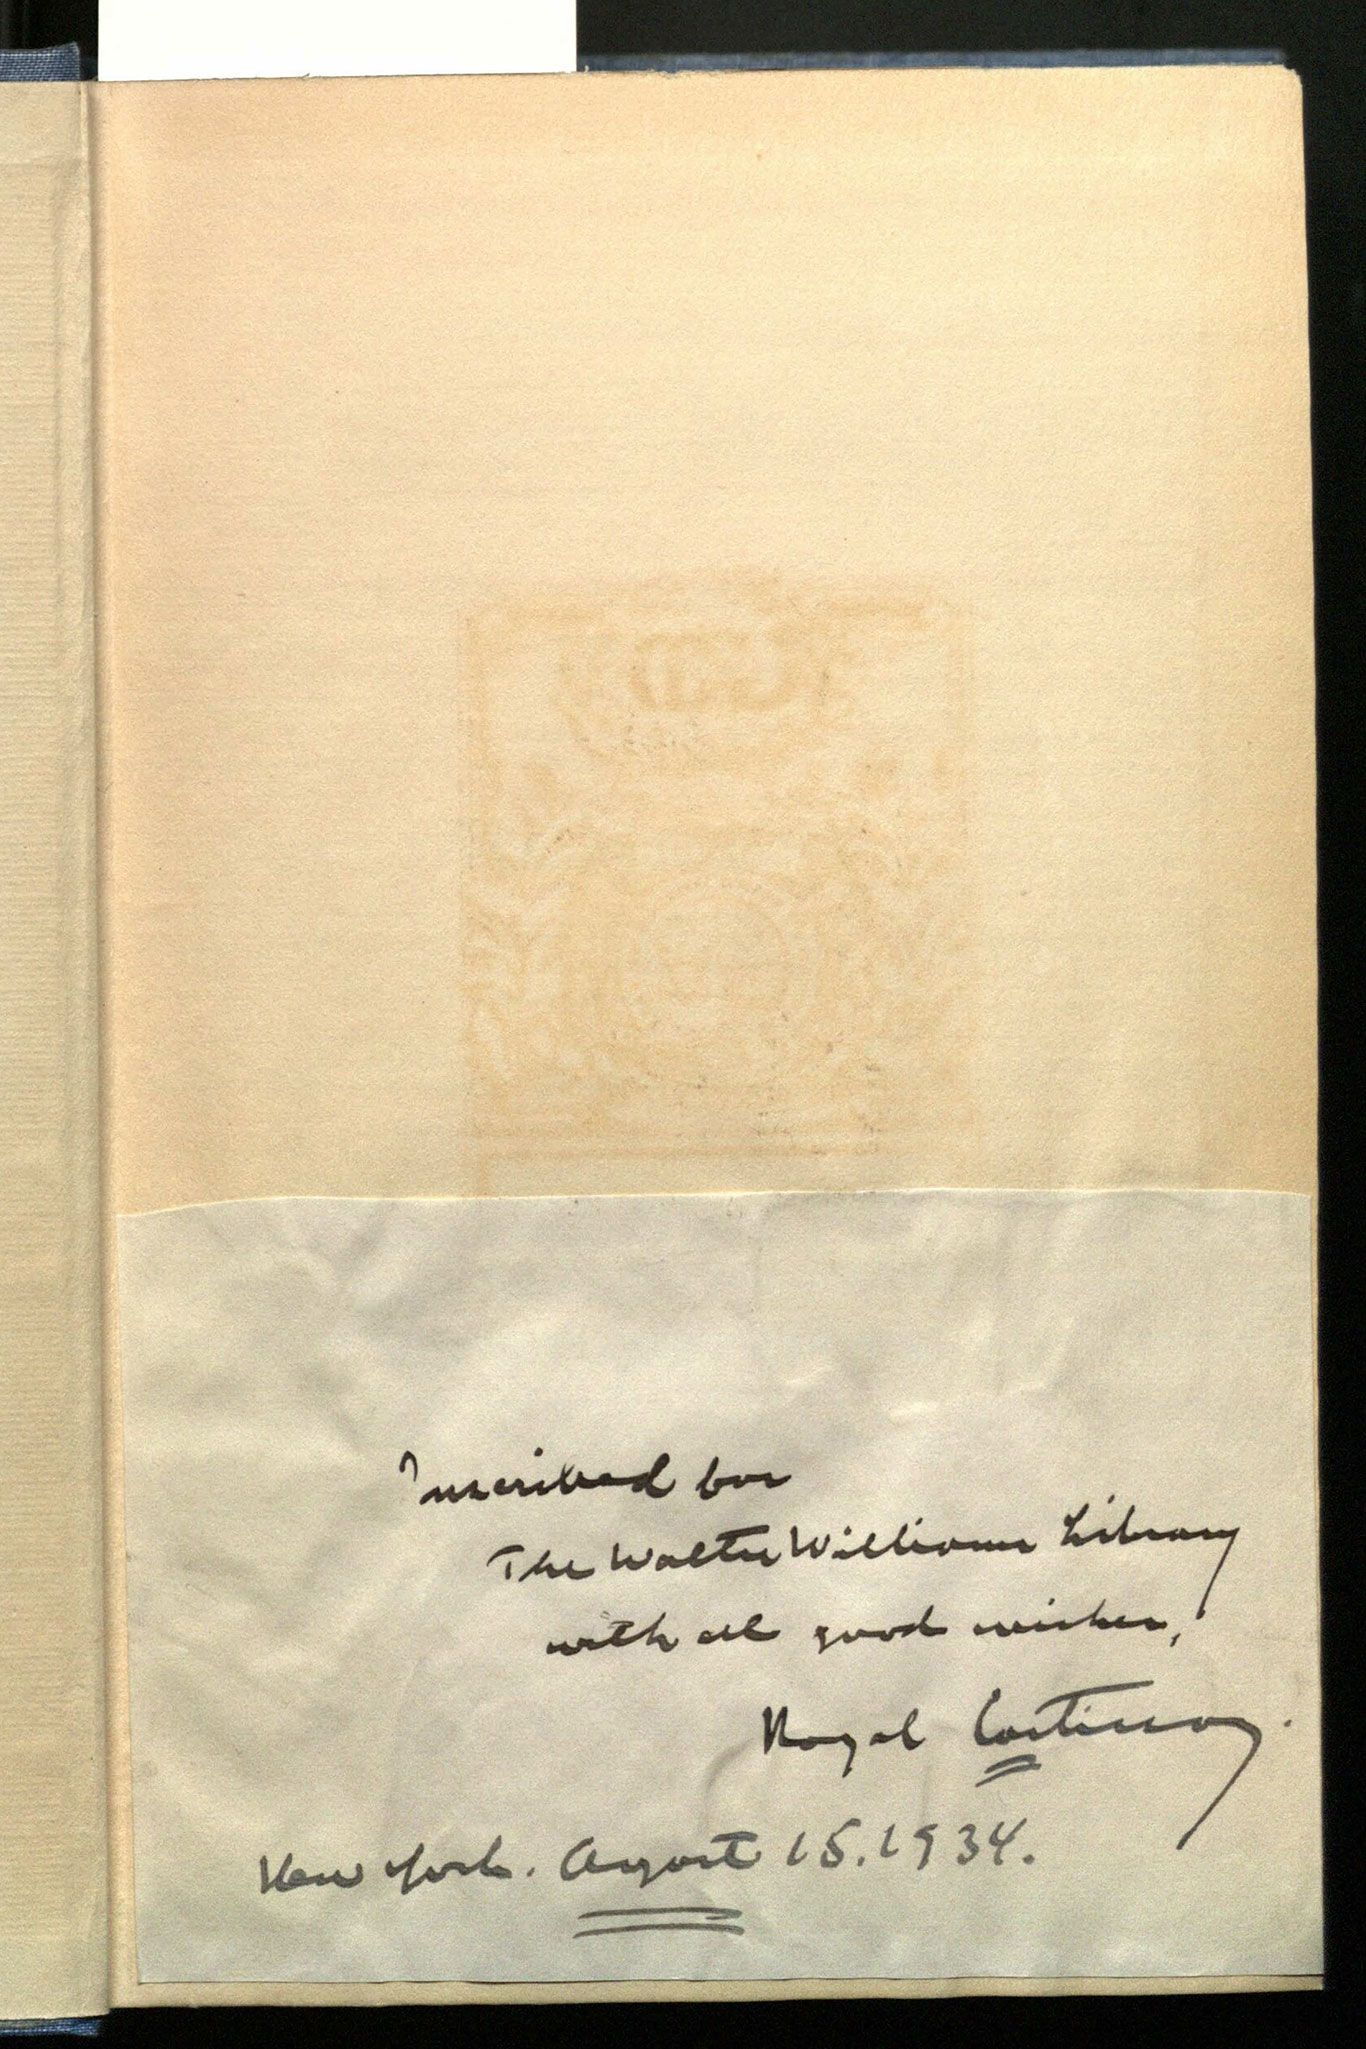 Inscribed for
The Walter Williams Library
with all good wishes,
Royal Cortissoz.
New York. August 15. 1934.